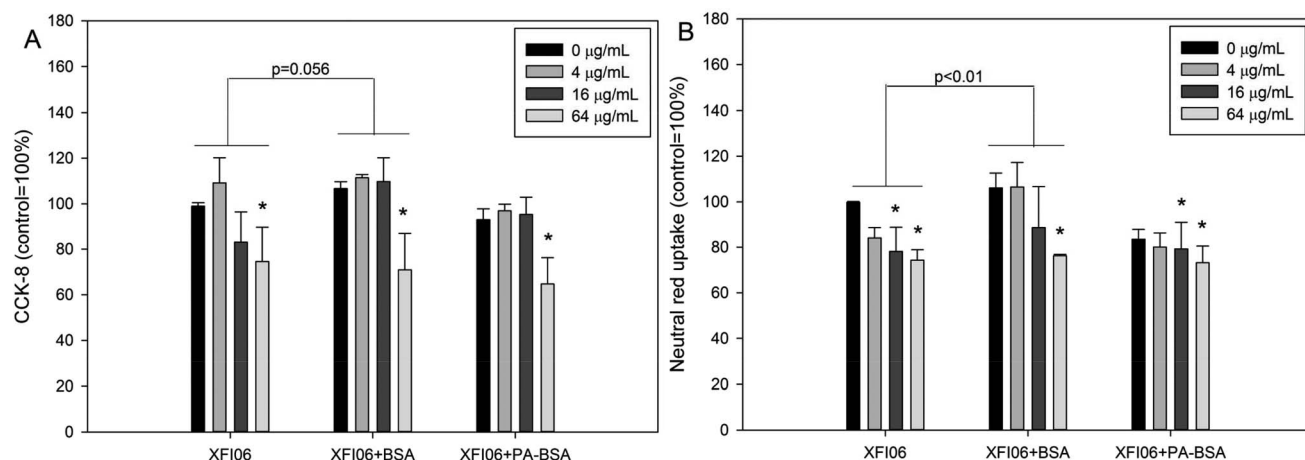 A
CCK-8 (control=100%)
180
160
140
120
100
80
60
40
20
0
0 µg/mL
4 µg/mL
16 µg/mL
64 µg/mL
p=0.056
*
*
*
XFI06
XFI06+BSA
XFI06+PA-BSA
B
Neutral red uptake (control=100%)
180
160
140
120
100
80
60
40
20
0
0 µg/mL
4 µg/mL
16 µg/mL
64 µg/mL
p<0.01
*
*
*
*
*
XFI06
XFI06+BSA
XFI06+PA-BSA